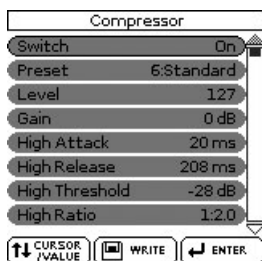 Compressor
Switch On
Preset 6:Standard
Level 127
Gain 0 dB
High Attack 20 ms
High Release 208 ms
High Threshold -28 dB
High Ratio 1:2.0
CURSOR /VALUE WRITE ENTER